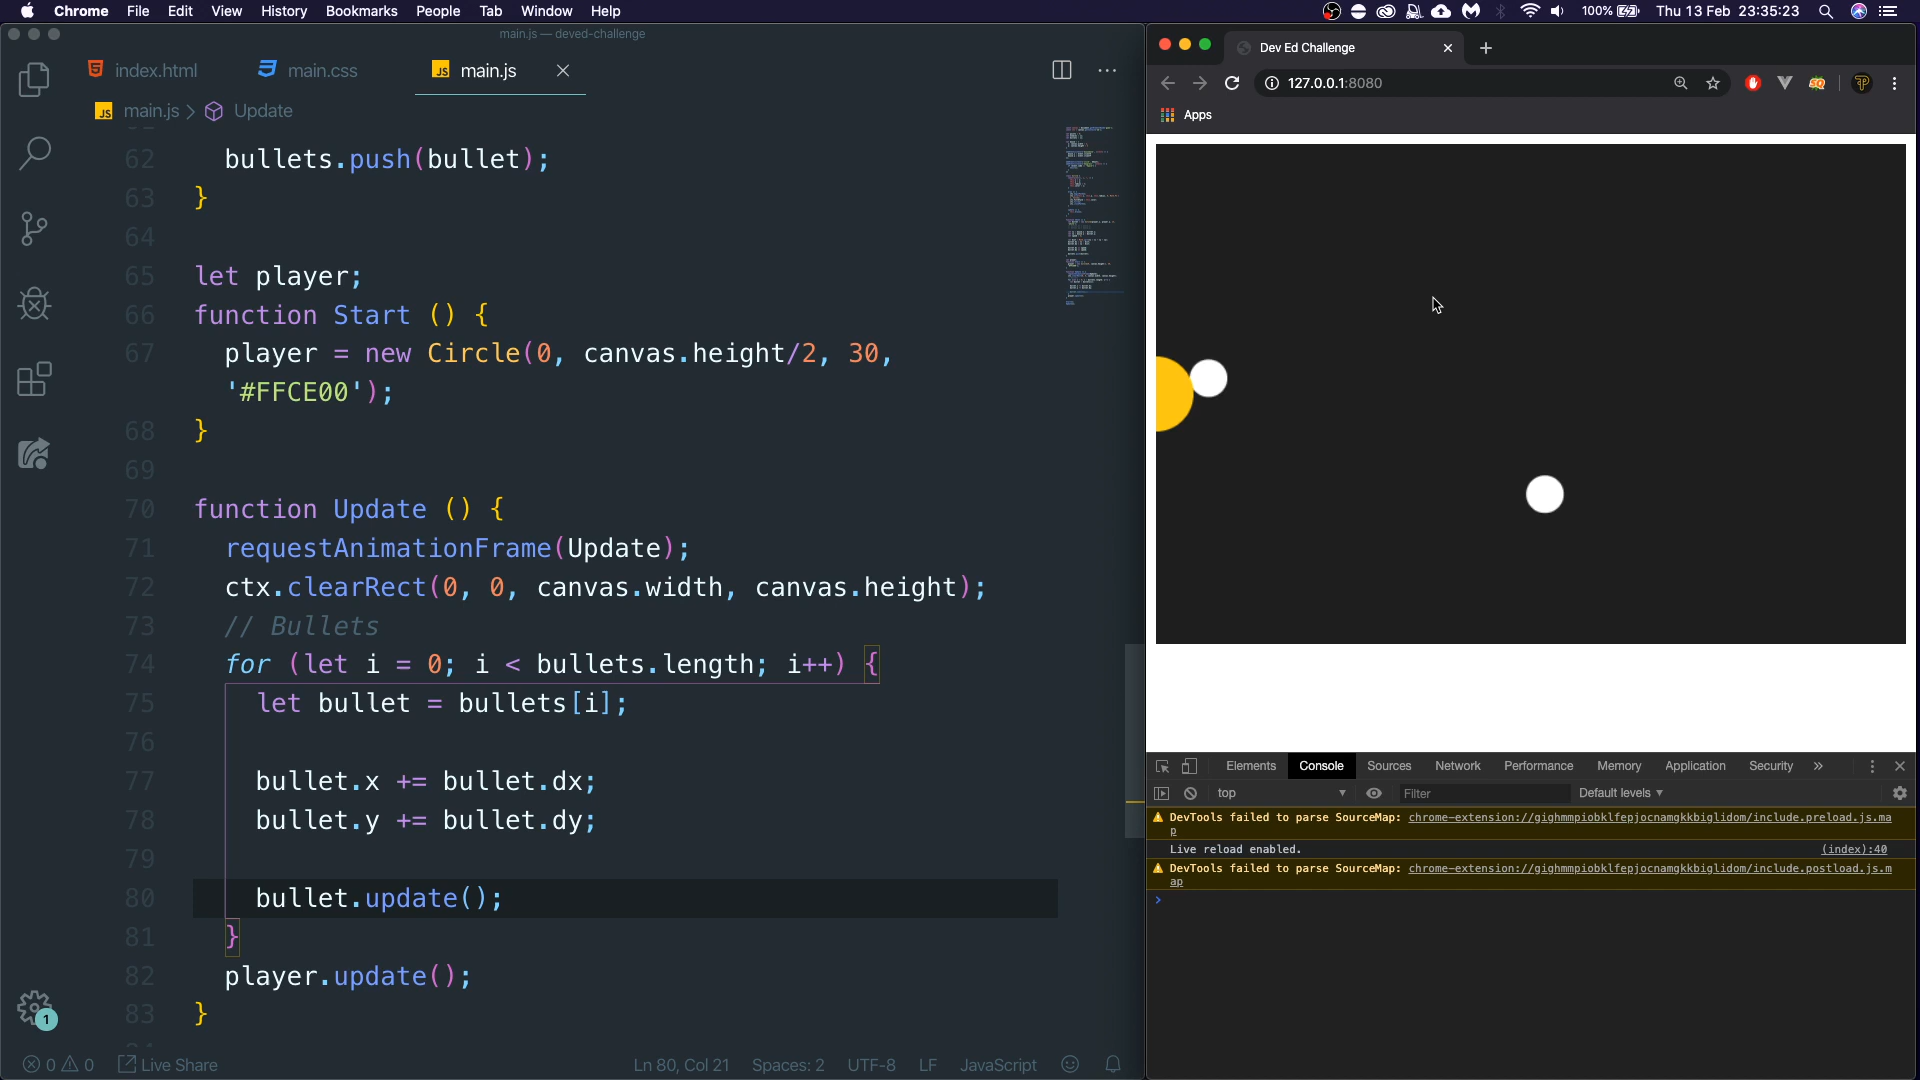 Chrome File Edit View History Bookmarks People Tab Window Help
100% Thu 13 Feb 23:35:23
main.js — deved-challenge
index.html main.css JS main.js
JS main.js > Update
62 bullets.push(bullet);
63 }
64
65 let player;
66 function Start () {
67 player = new Circle(0, canvas.height/2, 30,
'#FFCE00');
68 }
69
70 function Update () {
71 requestAnimationFrame(Update);
72 ctx.clearRect(0, 0, canvas.width, canvas.height);
73 // Bullets
74 for (let i = 0; i < bullets.length; i++) {
75 let bullet = bullets[i];
76
77 bullet.x += bullet.dx;
78 bullet.y += bullet.dy;
79
80 bullet.update();
81 }
82 player.update();
83 }
1
0 0 Live Share Ln 80, Col 21 Spaces: 2 UTF-8 LF JavaScript
Dev Ed Challenge
127.0.0.1:8080
Apps
Elements Console Sources Network Performance Memory Application Security »
top Filter Default levels
DevTools failed to parse SourceMap: chrome-extension://gighmmpiobklfepjocnamgkkbiglidom/include.preload.js.ma
p
Live reload enabled. (index):40
DevTools failed to parse SourceMap: chrome-extension://gighmmpiobklfepjocnamgkkbiglidom/include.postload.js.m
ap
>